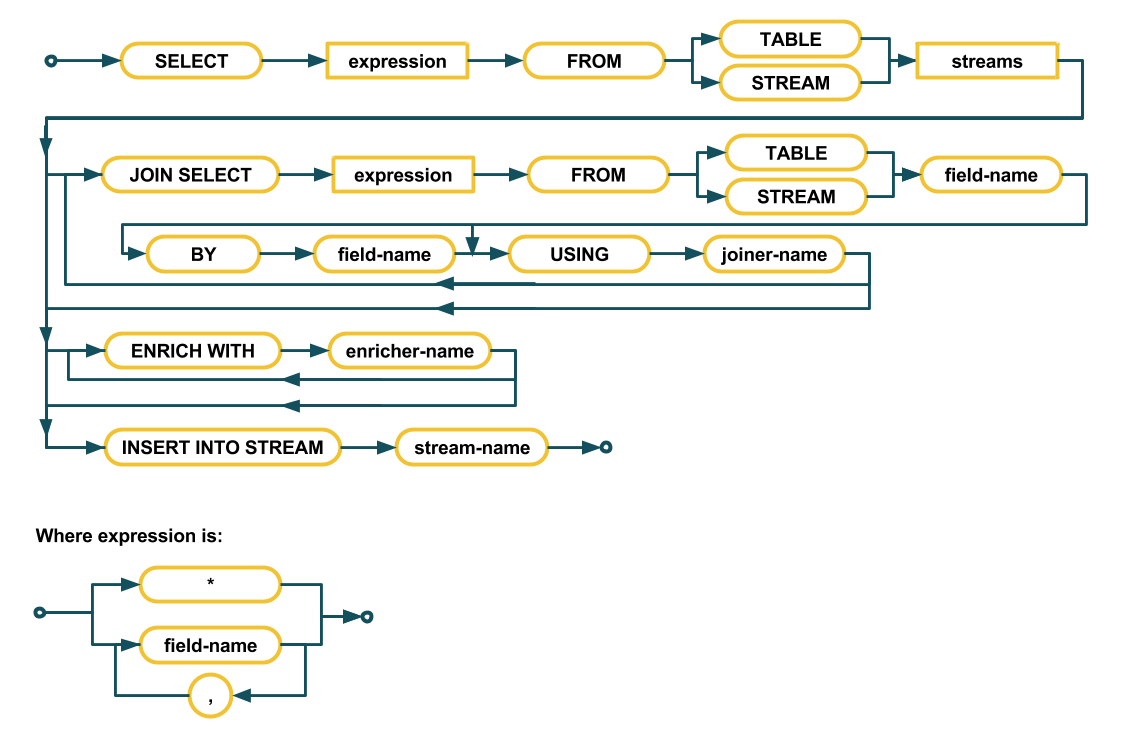 SELECT expression FROM TABLE streams
STREAM
JOIN SELECT expression FROM TABLE field-name
STREAM
BY field-name USING joiner-name
ENRICH WITH enricher-name
INSERT INTO STREAM stream-name
Where expression is:
*
field-name
,